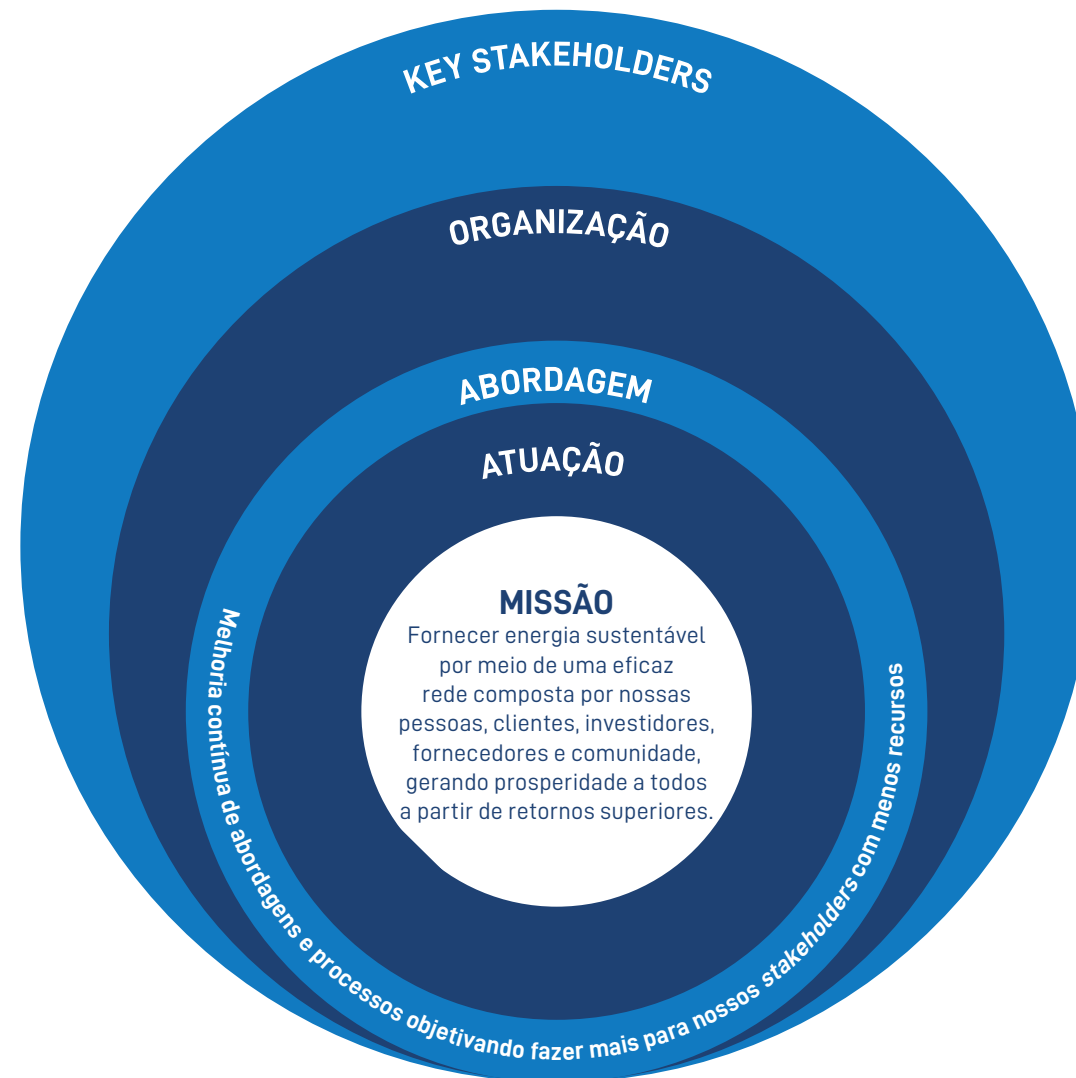 KEY STAKEHOLDERS
ORGANIZAÇÃO
ABORDAGEM
ATUAÇÃO
MISSÃO
Fornecer energia sustentável
por meio de uma eficaz
rede composta por nossas
pessoas, clientes, investidores,
fornecedores e comunidade,
gerando prosperidade a todos
a partir de retornos superiores.
Melhoria contínua de abordagens e processos objetivando fazer mais para nossos stakeholders com menos recursos